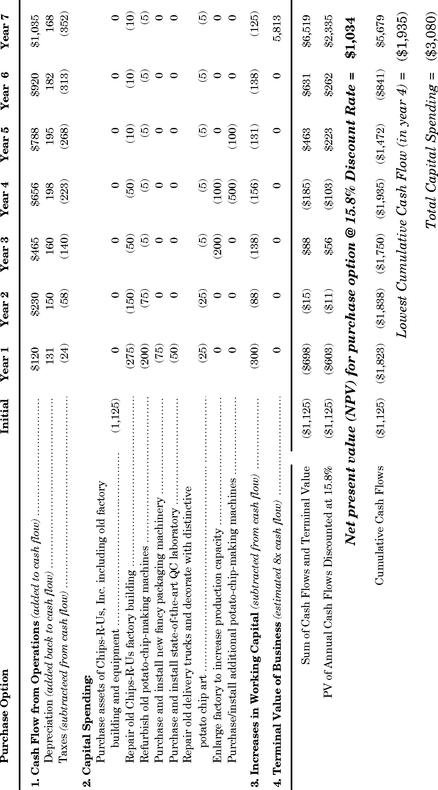 Purchase Option Initial Year 1 Year 2 Year 3 Year 4 Year 5 Year 6 Year 7
1. Cash Flow from Operations (added to cash flow) $120 $230 $465 $656 $788 $920 $1,035
Depreciation (added back to cash flow) 131 150 160 198 195 182 168
Taxes (subtracted from cash flow) (24) (58) (140) (223) (268) (313) (352)
2. Capital Spending:
Purchase assets of Chips-R-Us, Inc. including old factory
building and equipment (1,125) 0 0 0 0 0 0 0
Repair old Chips-R-Us factory building (275) (150) (50) (50) (10) (10) (10)
Refurbish old potato-chip-making machines (200) (75) (5) (5) (5) (5) (5)
Purchase and install new fancy packaging machinery (75) 0 0 0 0 0 0
Purchase and install state-of-the-art QC laboratory (50) 0 0 0 0 0 0
Repair old delivery trucks and decorate with distinctive
potato chip art (25) (25) (5) (5) (5) (5) (5)
Enlarge factory to increase production capacity 0 0 (200) (100) 0 0 0
Purchase/install additional potato-chip-making machines 0 0 0 (500) (100) 0 0
3. Increases in Working Capital (subtracted from cash flow) (300) (88) (138) (156) (131) (138) (125)
4. Terminal Value of Business (estimated 8x cash flow) 0 0 0 0 0 0 5,813
Sum of Cash Flows and Terminal Value ($1,125) ($698) ($15) $88 ($185) $463 $631 $6,519
PV of Annual Cash Flows Discounted at 15.8% ($1,125) ($603) ($11) $56 ($103) $223 $262 $2,335
Net present value (NPV) for purchase option @ 15.8% Discount Rate = $1,034
Cumulative Cash Flows ($1,125) ($1,823) ($1,838) ($1,750) ($1,935) ($1,472) ($841) $5,679
Lowest Cumulative Cash Flow (in year 4) = ($1,935)
Total Capital Spending = ($3,080)